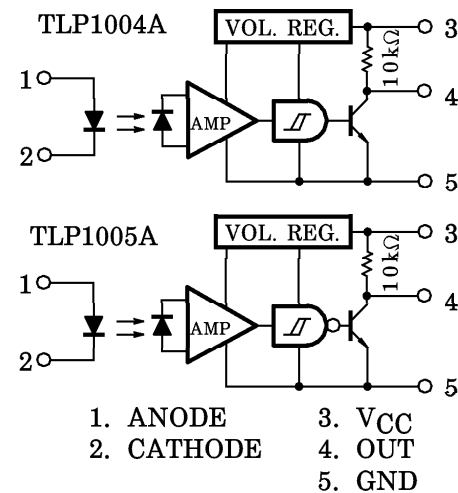 TLP1004A
VOL. REG.
3
10kΩ
1
AMP
4
2
5
TLP1005A
VOL. REG.
3
10kΩ
1
AMP
4
2
5
1. ANODE
2. CATHODE
3. VCC
4. OUT
5. GND